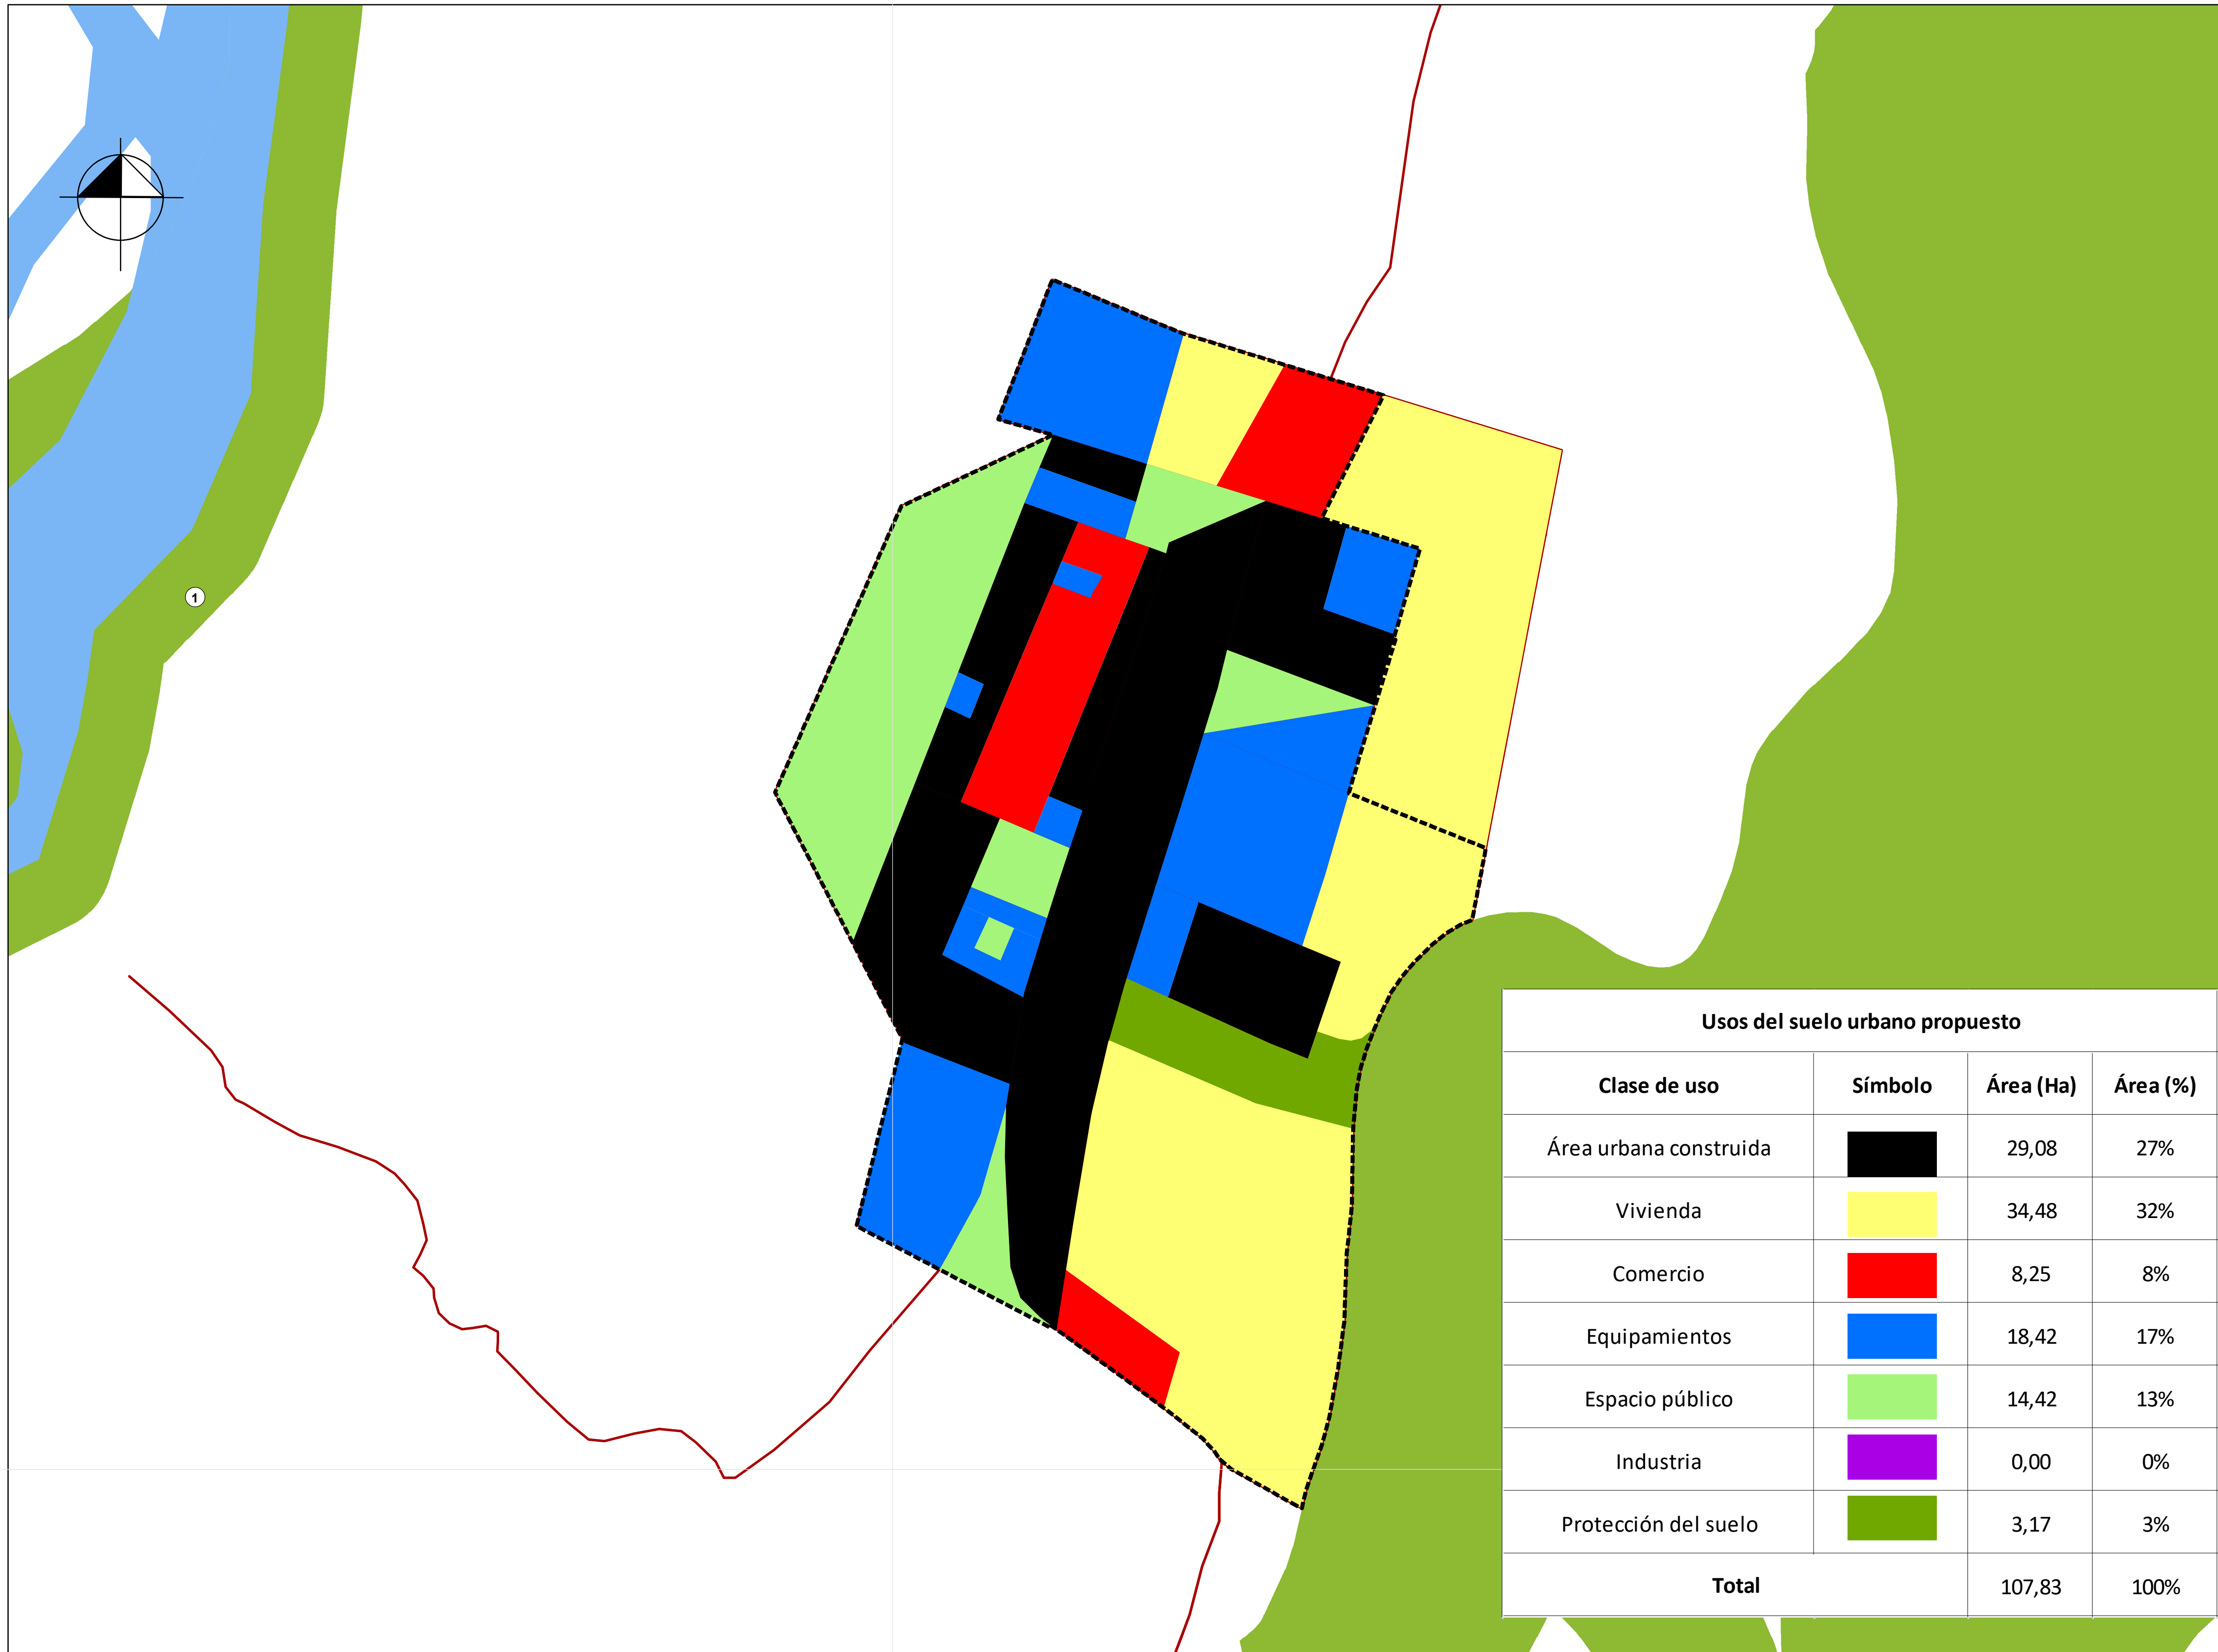 1
Usos del suelo urbano propuesto
Clase de uso Símbolo Área (Ha) Área (%)
Área urbana construida 29,08 27%
Vivienda 34,48 32%
Comercio 8,25 8%
Equipamientos 18,42 17%
Espacio público 14,42 13%
Industria 0,00 0%
Protección del suelo 3,17 3%
Total 107,83 100%